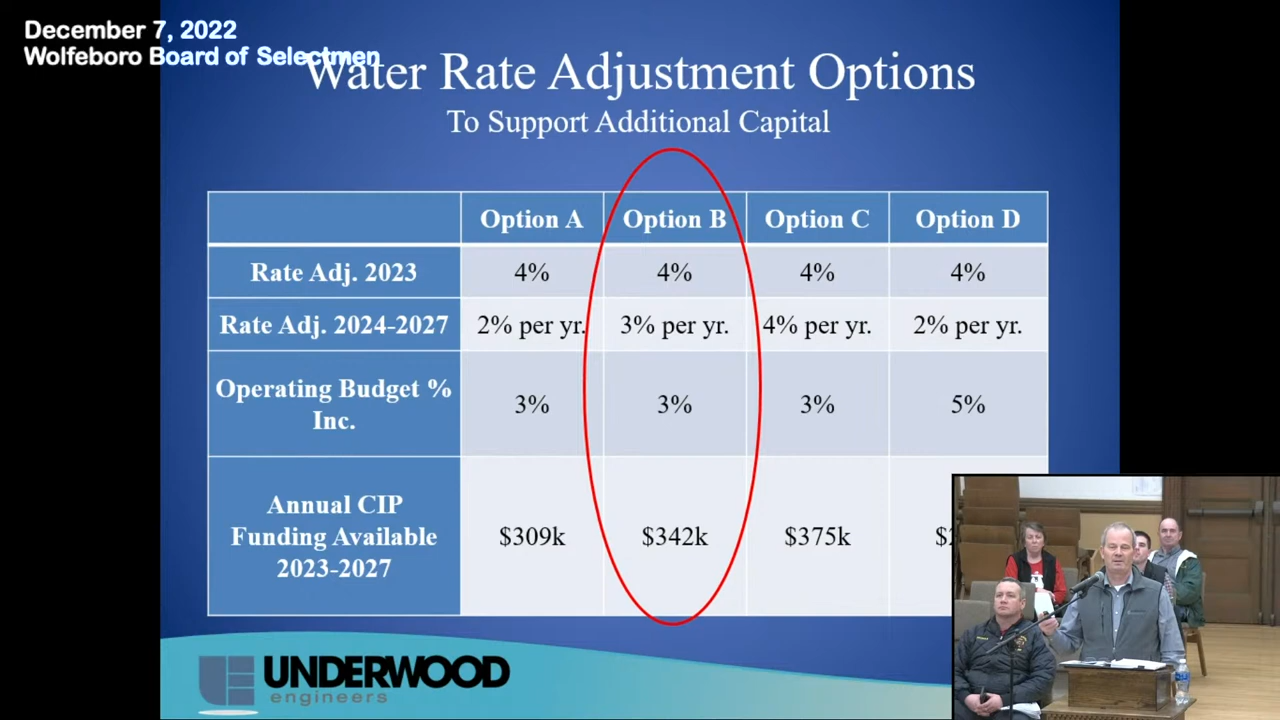 December 7, 2022
Wolfeboro Board of Selectmen
Water Rate Adjustment Options
To Support Additional Capital
Option A Option B Option C Option D
Rate Adj. 2023 4% 4% 4% 4%
Rate Adj. 2024-2027 2% per yr. 3% per yr. 4% per yr. 2% per yr.
Operating Budget %
Inc. 3% 3% 3% 5%
Annual CIP
Funding Available
2023-2027 $309k $342k $375k
UNDERWOOD
engineers